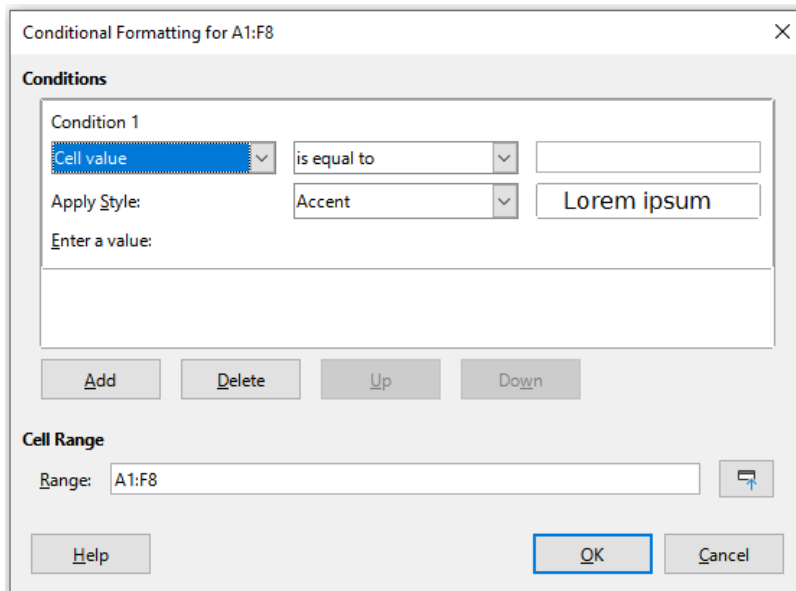 Conditional Formatting for A1:F8
Conditions
Condition 1
Cell value is equal to
Apply Style: Accent Lorem ipsum
Enter a value:
Add Delete Up Down
Cell Range
Range: A1:F8
Help OK Cancel